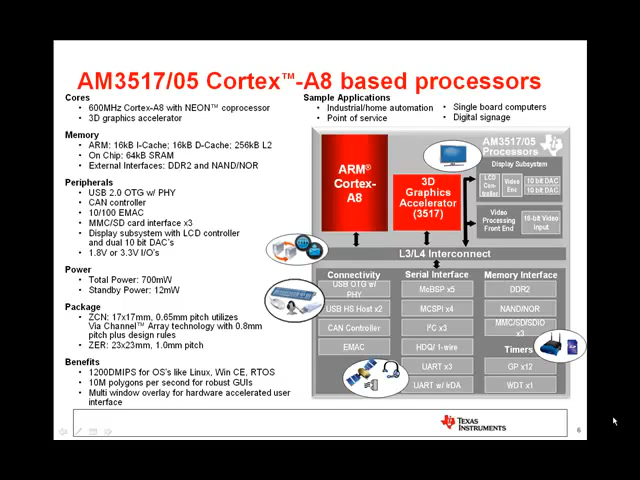 AM3517/05 Cortex™-A8 based processors
Cores
• 600MHz Cortex-A8 with NEON™ coprocessor
• 3D graphics accelerator
Memory
• ARM: 16kB I-Cache; 16kB D-Cache; 256kB L2
• On Chip: 64kB SRAM
• External Interfaces: DDR2 and NAND/NOR
Peripherals
• USB 2.0 OTG w/ PHY
• CAN controller
• 10/100 EMAC
• MMC/SD card interface x3
• Display subsystem with LCD controller
and dual 10 bit DAC's
• 1.8V or 3.3V I/O's
Power
• Total Power: 700mW
• Standby Power: 12mW
Package
• ZCN: 17x17mm, 0.65mm pitch utilizes
Via Channel™ Array technology with 0.8mm
pitch plus design rules
• ZER: 23x23mm, 1.0mm pitch
Benefits
• 1200DMIPS for OS's like Linux, Win CE, RTOS
• 10M polygons per second for robust GUIs
• Multi window overlay for hardware accelerated user
interface
Sample Applications
• Industrial/home automation
• Point of service
• Single board computers
• Digital signage
AM3517/05
Processors
ARM®
Cortex-
A8
3D
Graphics
Accelerator
(3517)
Display Subsystem
LCD
Con-
troller
Video
Enc
10 bit DAC
10 bit DAC
Video
Processing
Front End
16-bit Video
Input
L3/L4 Interconnect
Connectivity
USB OTG w/
PHY
USB HS Host x2
CAN Controller
EMAC
Serial Interface
McBSP x5
MCSPI x4
I²C x3
HDQ/ 1-wire
UART x3
UART w/ IrDA
Memory Interface
DDR2
NAND/NOR
MMC/SD/SDIO
x3
Timers
GP x12
WDT x1
TEXAS
INSTRUMENTS
6